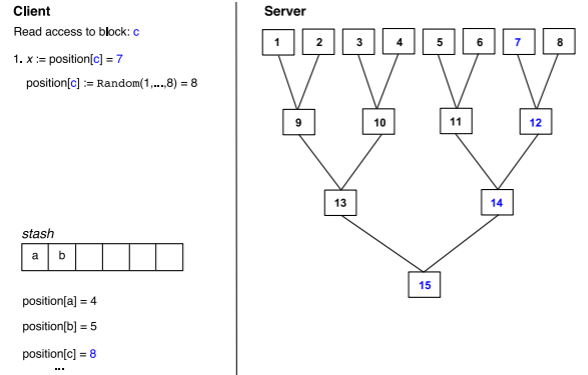 Client
Read access to block: c
1. x := position[c] = 7
position[c] := Random(1,...,8) = 8
stash
a b
position[a] = 4
position[b] = 5
position[c] = 8
...
Server
1 2 3 4 5 6 7 8
9 10 11 12
13 14
15